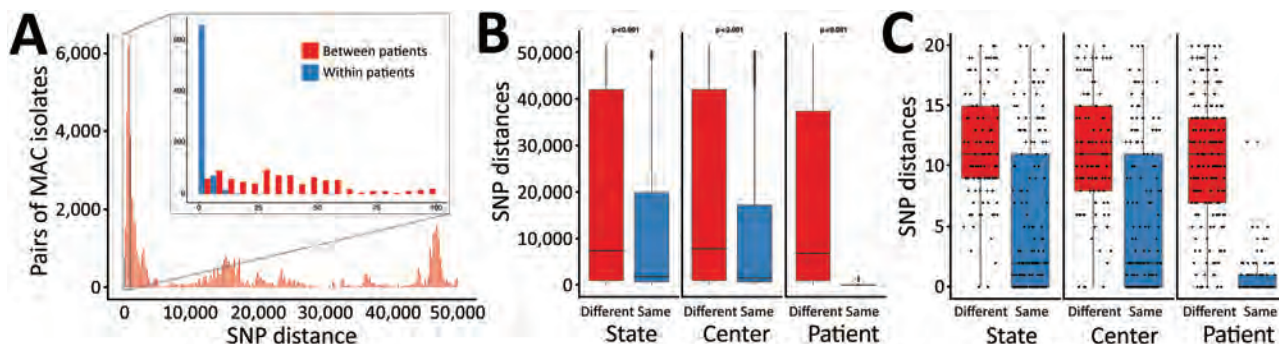 A
6,000
4,000
2,000
0
Pairs of MAC isolates
0 10,000 20,000 30,000 40,000 50,000
SNP distance
0 25 50 75 100
Between patients
Within patients
B
50,000
40,000
30,000
20,000
10,000
0
SNP distances
p<0.001 p<0.001 p<0.001
Different Same Different Same Different Same
State Center Patient
C
20
15
10
5
0
SNP distances
Different Same Different Same Different Same
State Center Patient